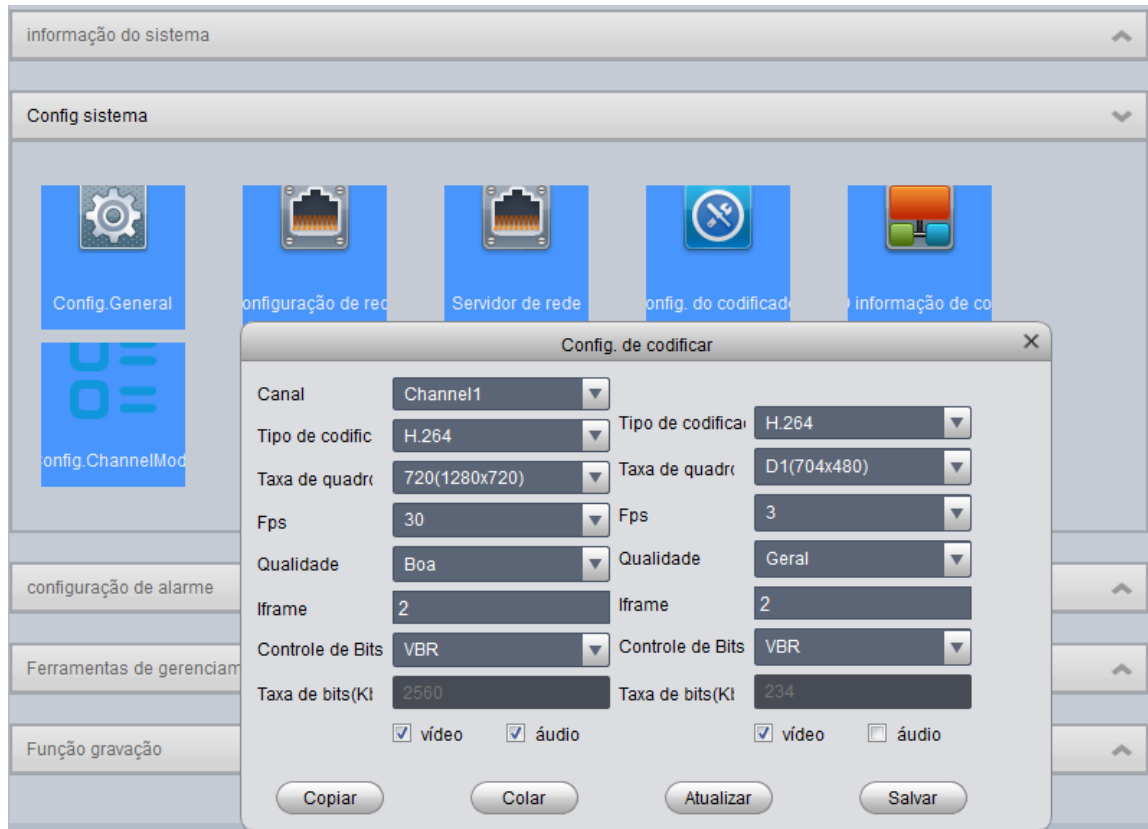 informação do sistema
Config sistema
Config.General
onfiguração de red
Servidor de rede
onfig. do codificado
informação de co
onfig.ChannelMod
Config. de codificar
Canal
Channel1
Tipo de codific
H.264
Taxa de quadro
720(1280x720)
Fps
30
Qualidade
Boa
Iframe
2
Controle de Bits
VBR
Taxa de bits(Kb
2560
vídeo
áudio
Tipo de codifica
H.264
Taxa de quadro
D1(704x480)
Fps
3
Qualidade
Geral
Iframe
2
Controle de Bits
VBR
Taxa de bits(Kb
234
vídeo
áudio
Copiar
Colar
Atualizar
Salvar
configuração de alarme
Ferramentas de gerenciam
Função gravação